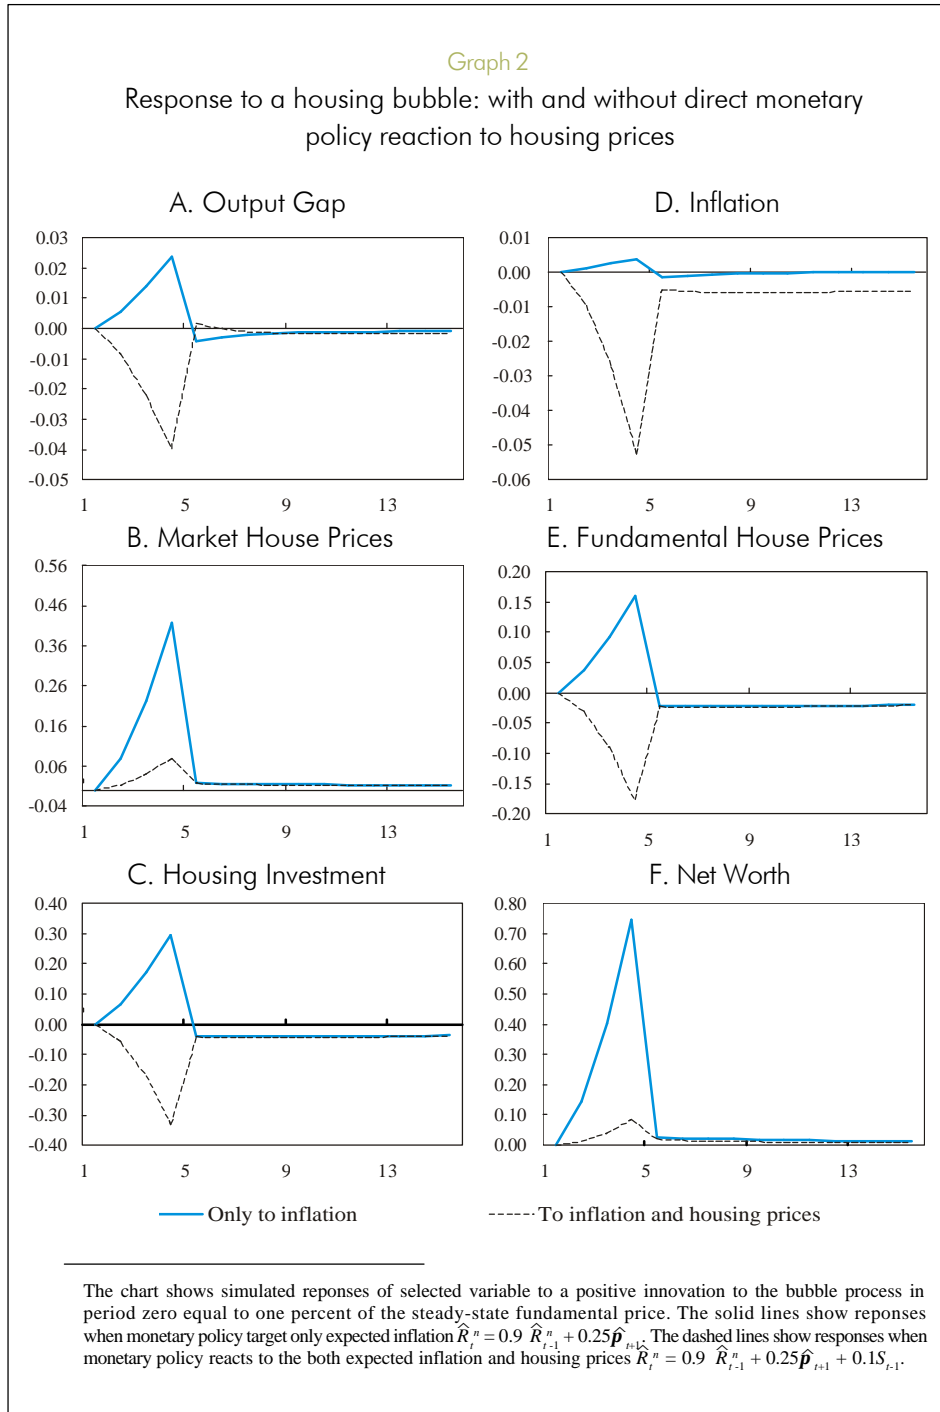 Graph 2
Response to a housing bubble: with and without direct monetary
policy reaction to housing prices
A. Output Gap
0.03
0.02
0.01
0.00
-0.01
-0.02
-0.03
-0.04
-0.05
1 5 9 13
D. Inflation
0.01
0.00
-0.01
-0.02
-0.03
-0.04
-0.05
-0.06
1 5 9 13
B. Market House Prices
0.56
0.46
0.36
0.26
0.16
0.06
-0.04
1 5 9 13
E. Fundamental House Prices
0.20
0.15
0.10
0.05
0.00
-0.05
-0.10
-0.15
-0.20
1 5 9 13
C. Housing Investment
0.40
0.30
0.20
0.10
0.00
-0.10
-0.20
-0.30
-0.40
1 5 9 13
F. Net Worth
0.80
0.70
0.60
0.50
0.40
0.30
0.20
0.10
0.00
1 5 9 13
Only to inflation
To inflation and housing prices
The chart shows simulated reponses of selected variable to a positive innovation to the bubble process in
period zero equal to one percent of the steady-state fundamental price. The solid lines show reponses
when monetary policy target only expected inflation R̂ₜⁿ = 0.9 R̂ₜ₋₁ⁿ + 0.25p̂ₜ₊₁. The dashed lines show responses when
monetary policy reacts to the both expected inflation and housing prices R̂ₜⁿ = 0.9 R̂ₜ₋₁ⁿ + 0.25p̂ₜ₊₁ + 0.1Sₜ₋₁.